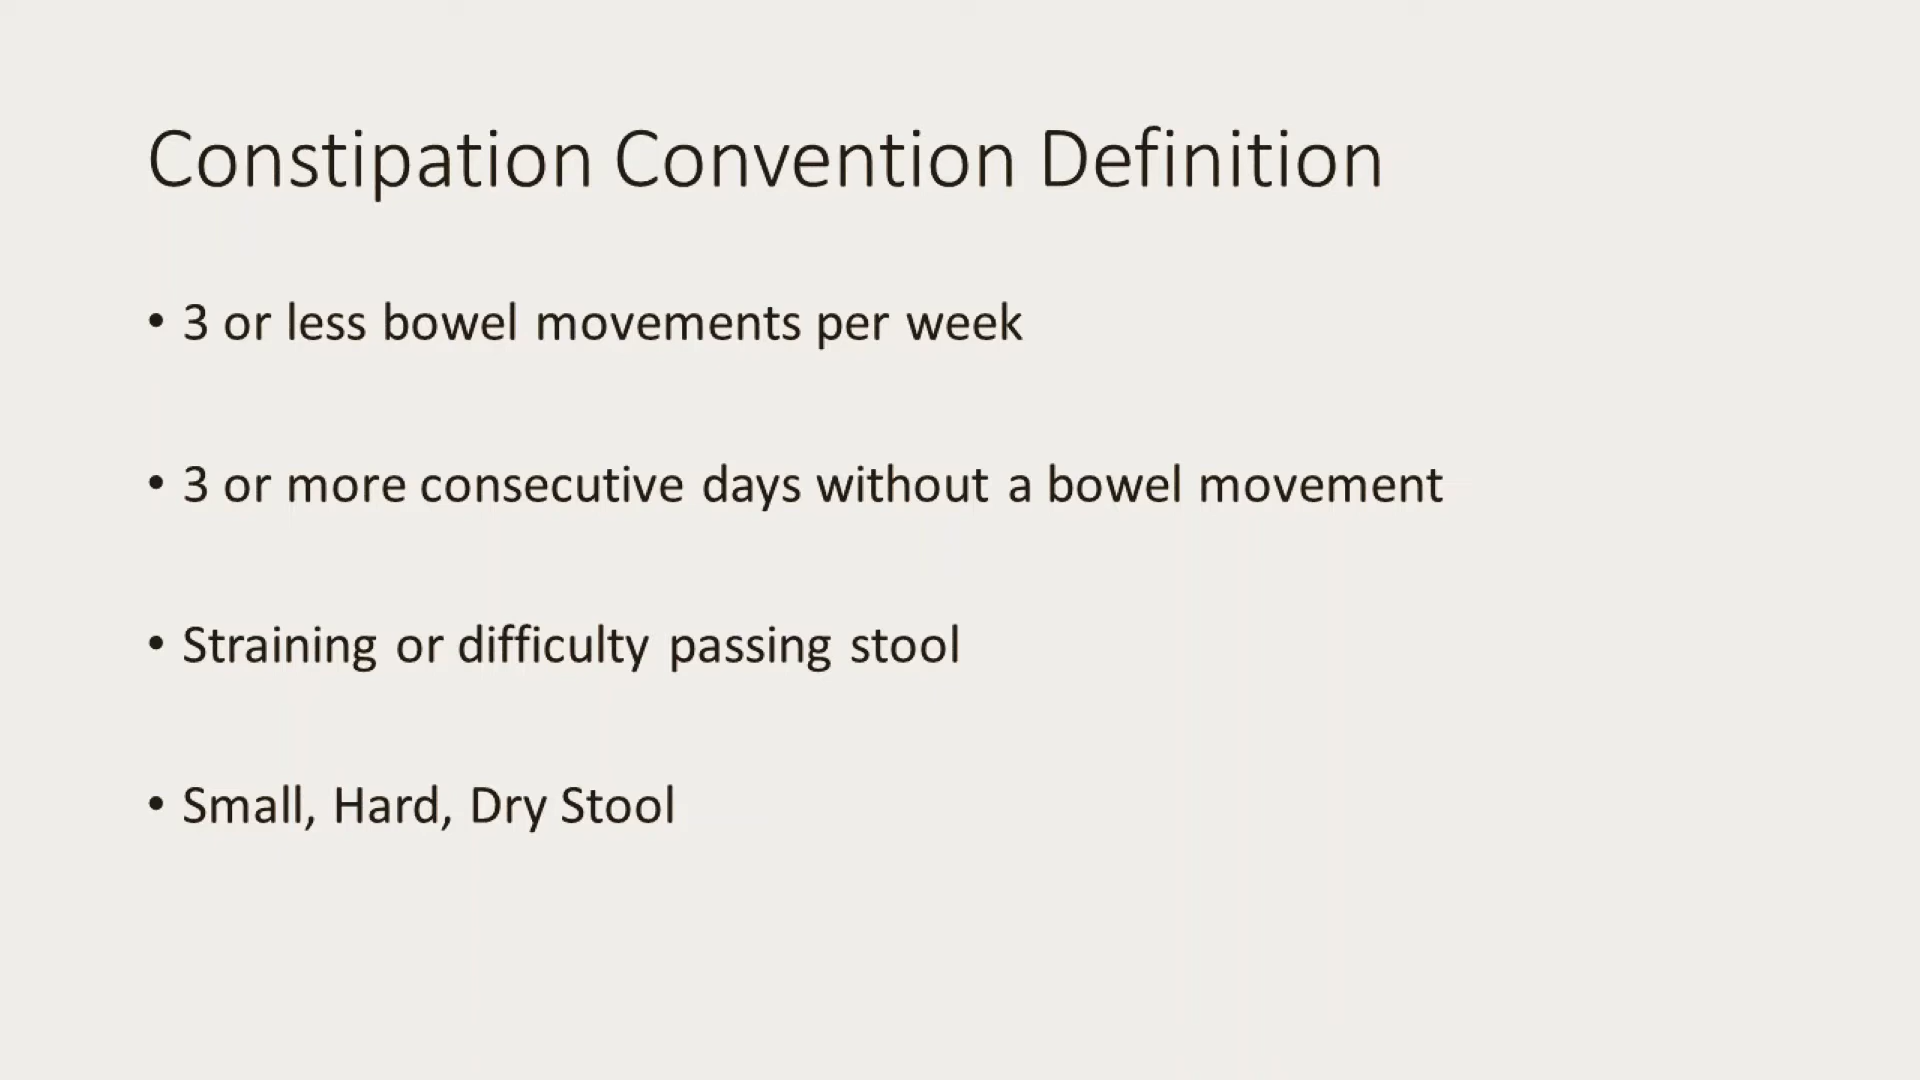 Constipation Convention Definition
• 3 or less bowel movements per week
• 3 or more consecutive days without a bowel movement
• Straining or difficulty passing stool
• Small, Hard, Dry Stool